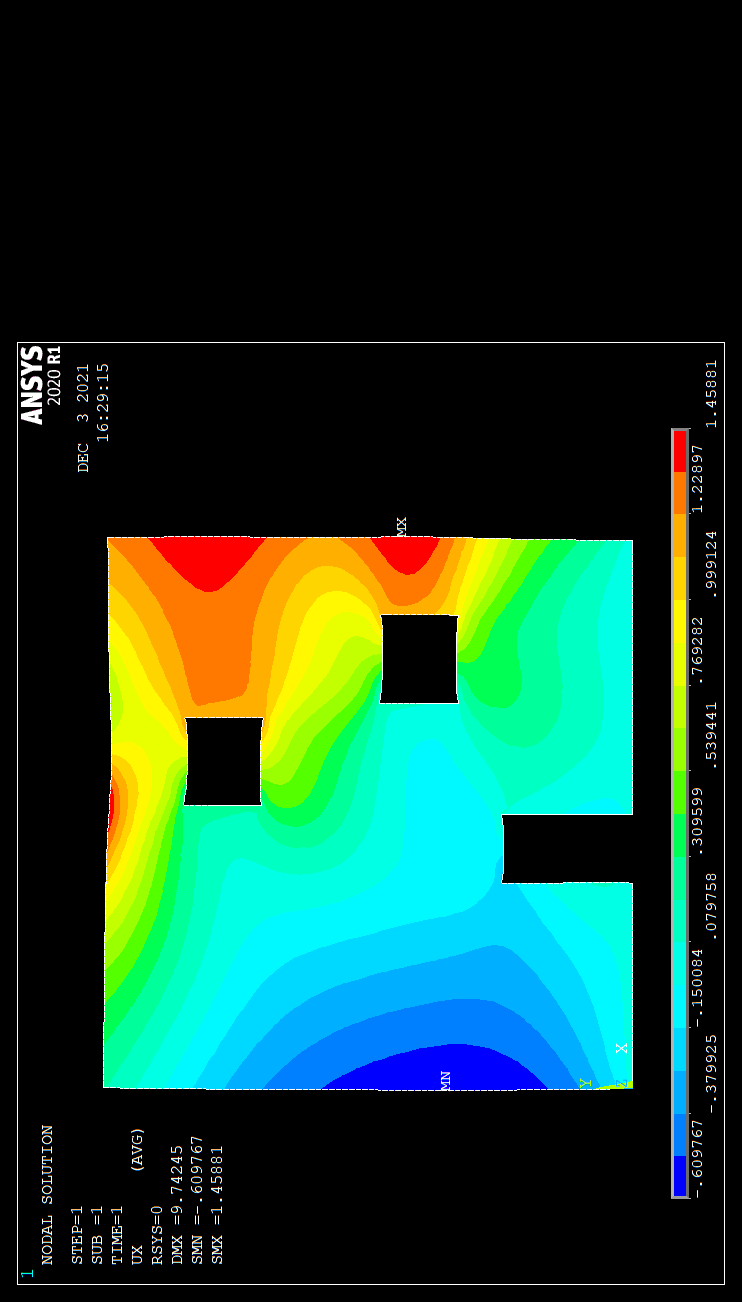 1
NODAL SOLUTION
STEP=1
SUB =1
TIME=1
UX (AVG)
RSYS=0
DMX =9.74245
SMN =-.609767
SMX =1.45881
ANSYS
2020 R1
DEC 3 2021
16:29:15
MN
MX
Y
Z X
-.609767
-.379925
-.150084
.079758
.309599
.539441
.769282
.999124
1.22897
1.45881